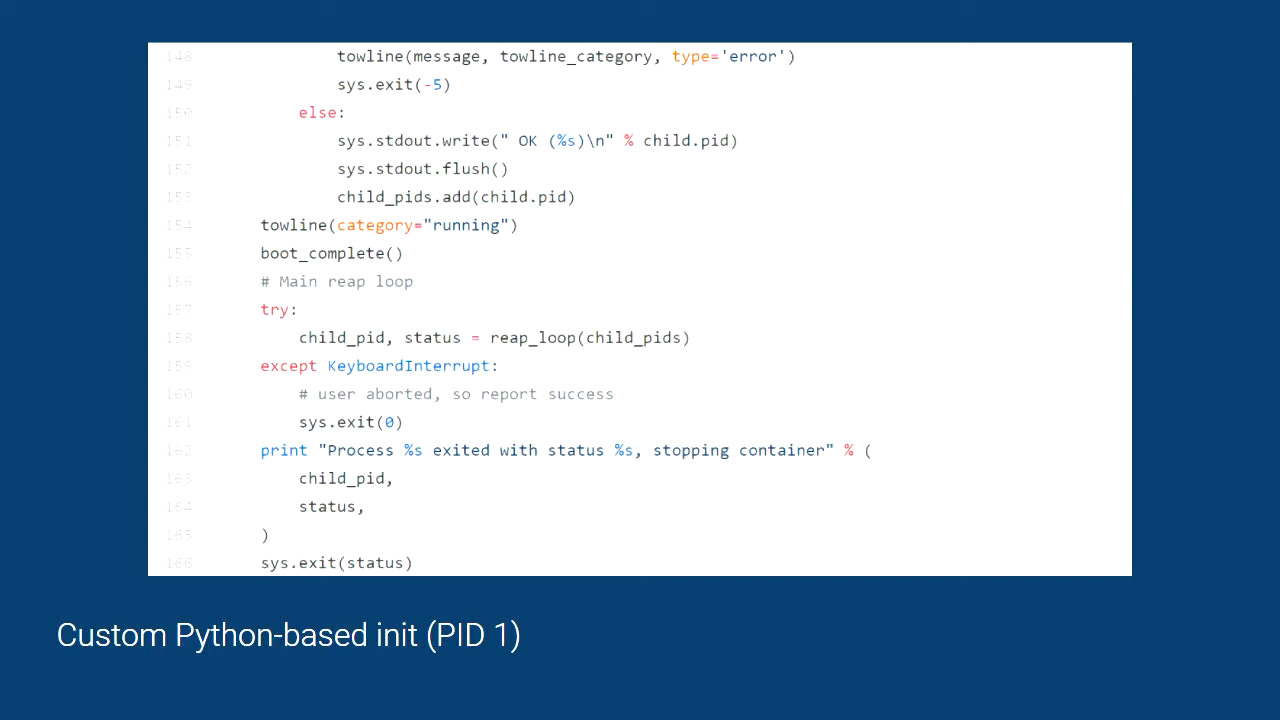 148 towline(message, towline_category, type='error')
149 sys.exit(-5)
150 else:
151 sys.stdout.write(" OK (%s)\n" % child.pid)
152 sys.stdout.flush()
153 child_pids.add(child.pid)
154 towline(category="running")
155 boot_complete()
156 # Main reap loop
157 try:
158 child_pid, status = reap_loop(child_pids)
159 except KeyboardInterrupt:
160 # user aborted, so report success
161 sys.exit(0)
162 print "Process %s exited with status %s, stopping container" % (
163 child_pid,
164 status,
165 )
166 sys.exit(status)
Custom Python-based init (PID 1)